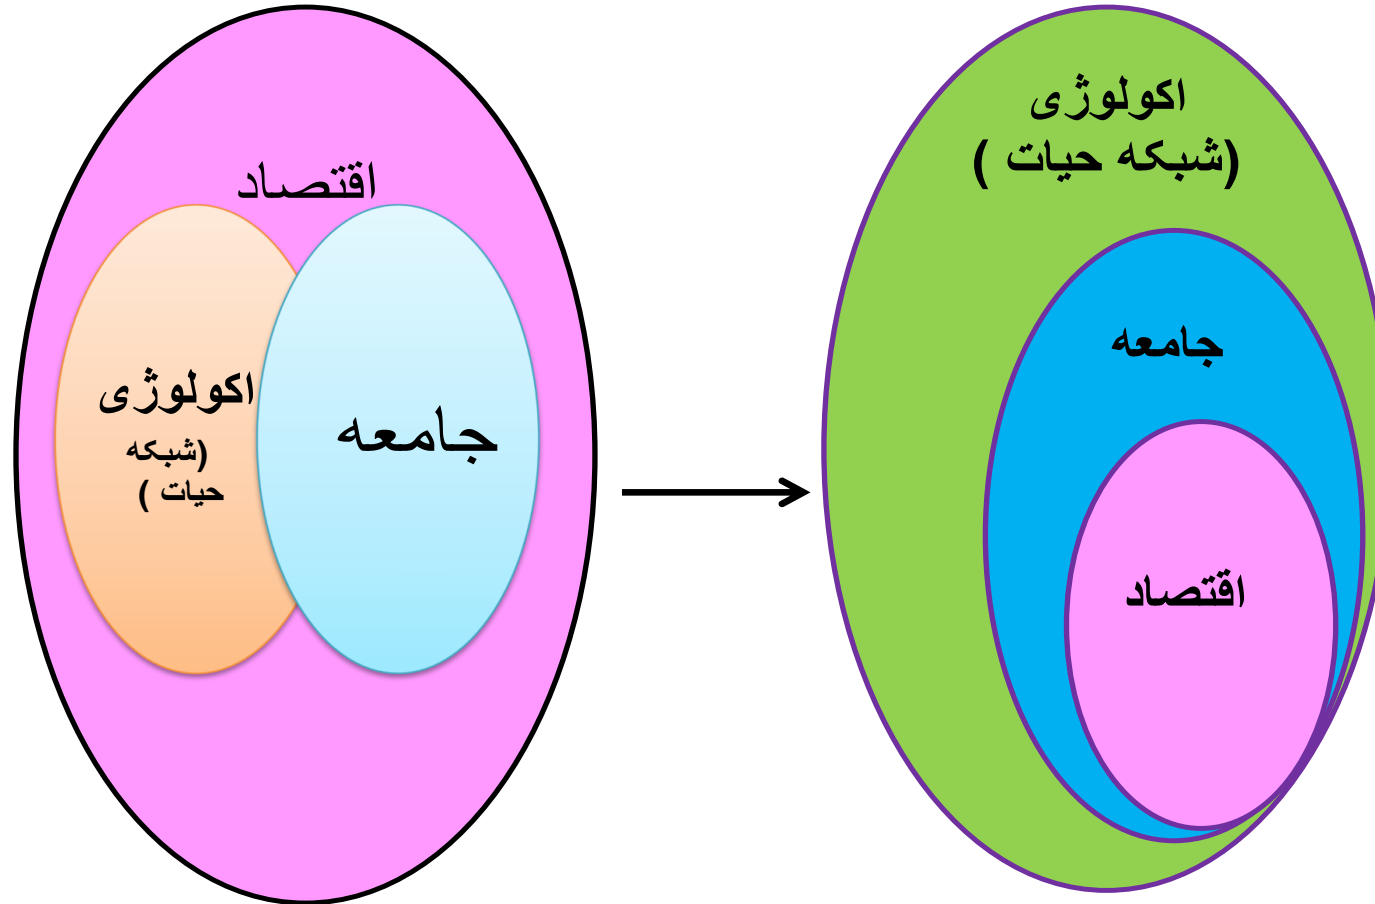 اقتصاد
اکولوژی
(شبکه
حیات )
جامعه
اکولوژی
(شبکه حیات )
جامعه
اقتصاد